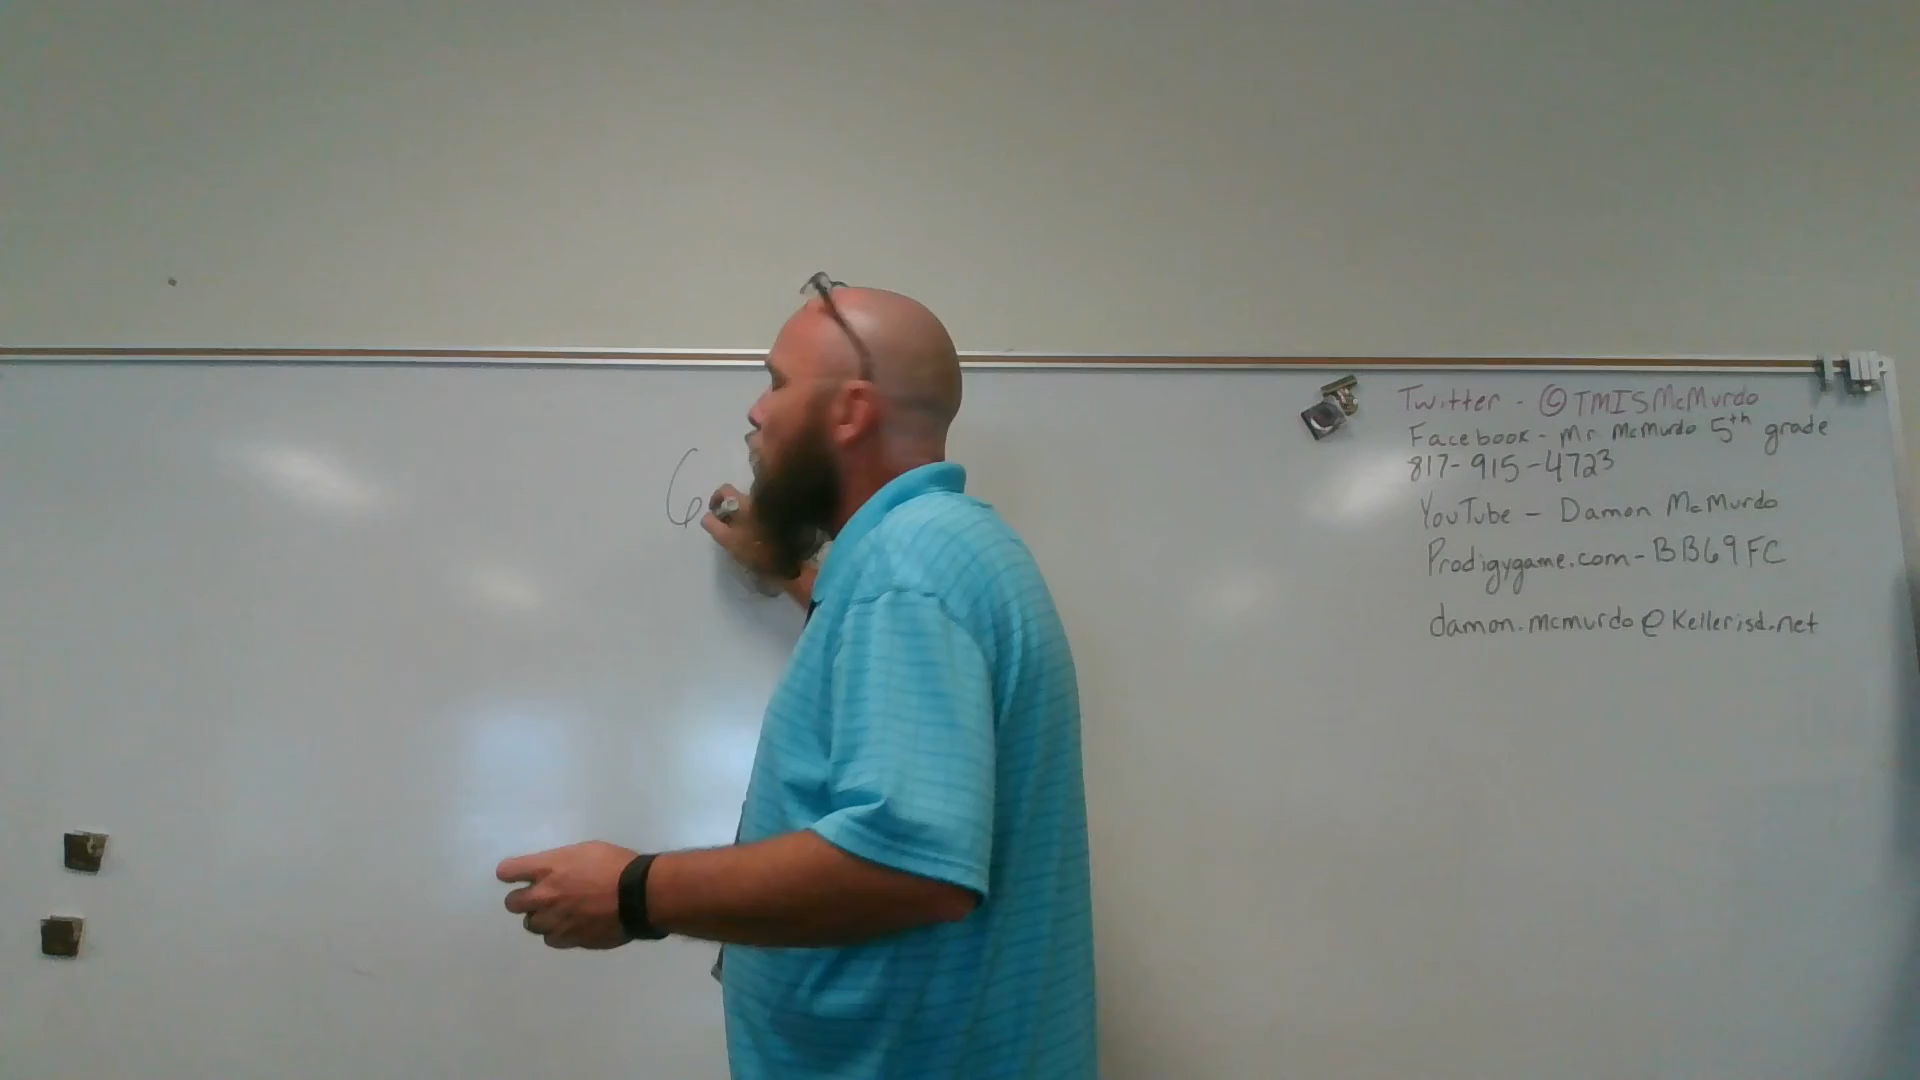 6
Twitter - @TMISMcMurdo
Facebook - Mr McMurdo 5th grade
817-915-4723
YouTube - Damon McMurdo
Prodigygame.com - BB69FC
damon.mcmurdo@Kellerisd.net